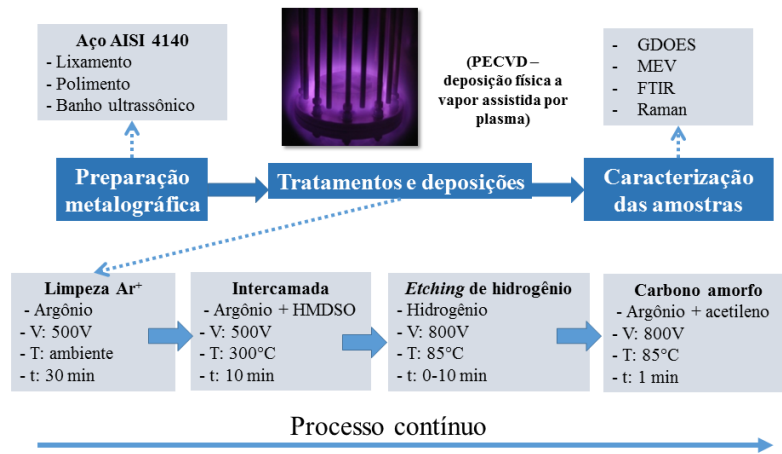 Aço AISI 4140
- Lixamento
- Polimento
- Banho ultrassônico
(PECVD –
deposição física a
vapor assistida por
plasma)
- GDOES
- MEV
- FTIR
- Raman
Preparação
metalográfica
Tratamentos e deposições
Caracterização
das amostras
Limpeza Ar⁺
- Argônio
- V: 500V
- T: ambiente
- t: 30 min
Intercamada
- Argônio + HMDSO
- V: 500V
- T: 300°C
- t: 10 min
Etching de hidrogênio
- Hidrogênio
- V: 800V
- T: 85°C
- t: 0-10 min
Carbono amorfo
- Argônio + acetileno
- V: 800V
- T: 85°C
- t: 1 min
Processo contínuo